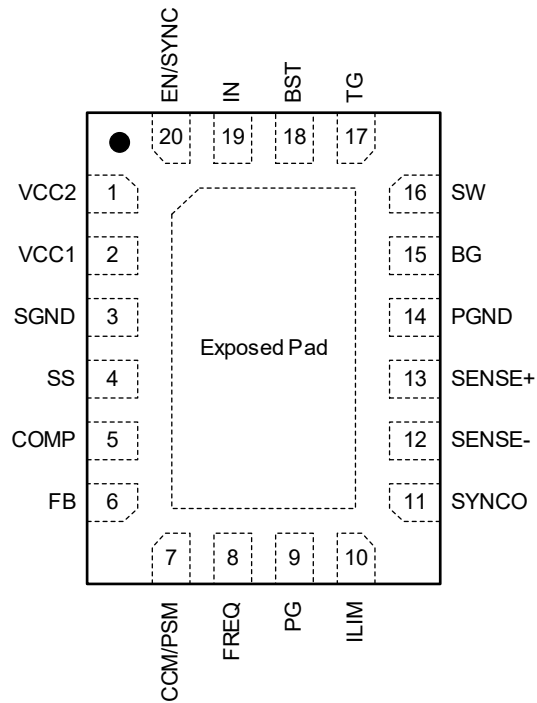 EN/SYNC
IN
BST
TG
20
19
18
17
VCC2 1
16 SW
VCC1 2
15 BG
SGND 3
14 PGND
Exposed Pad
SS 4
13 SENSE+
COMP 5
12 SENSE-
FB 6
11 SYNCO
7
8
9
10
CCM/PSM
FREQ
PG
ILIM